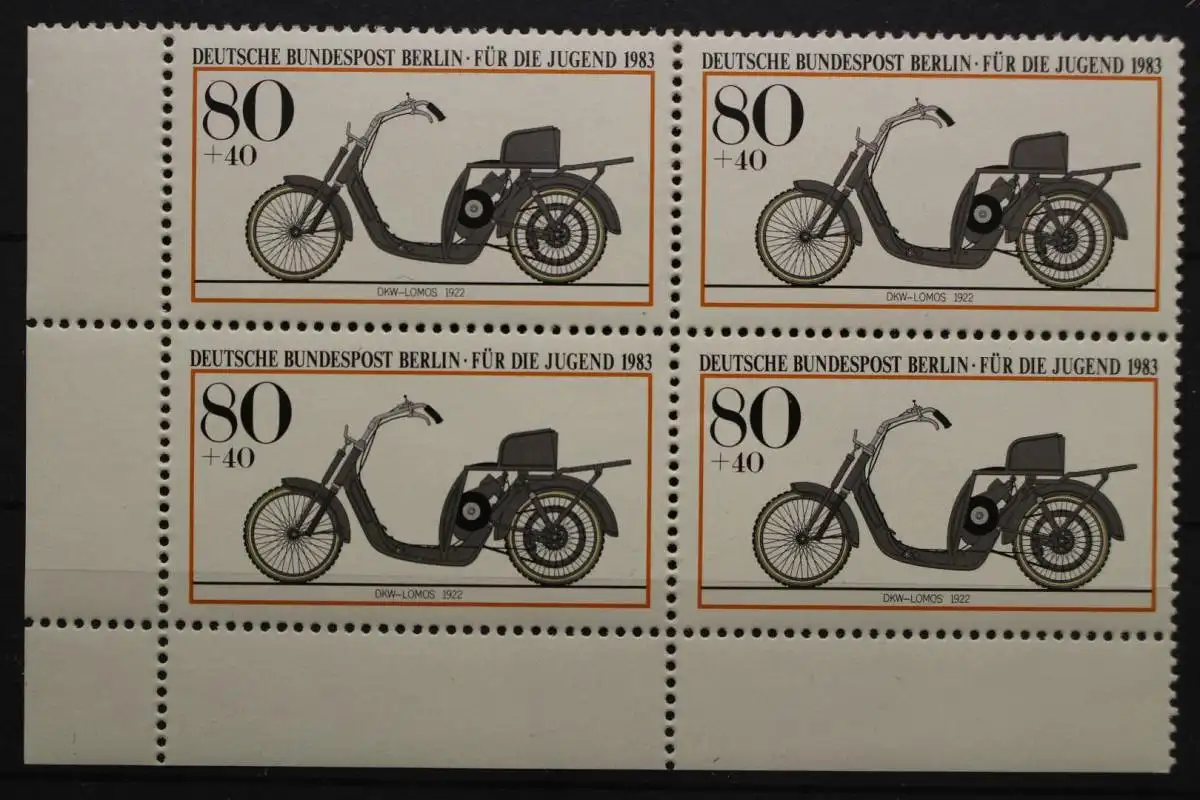 DEUTSCHE BUNDESPOST BERLIN · FÜR DIE JUGEND 1983
80
+40
DKW–LOMOS 1922
DEUTSCHE BUNDESPOST BERLIN · FÜR DIE JUGEND 1983
80
+40
DKW–LOMOS 1922
DEUTSCHE BUNDESPOST BERLIN · FÜR DIE JUGEND 1983
80
+40
DKW–LOMOS 1922
DEUTSCHE BUNDESPOST BERLIN · FÜR DIE JUGEND 1983
80
+40
DKW–LOMOS 1922